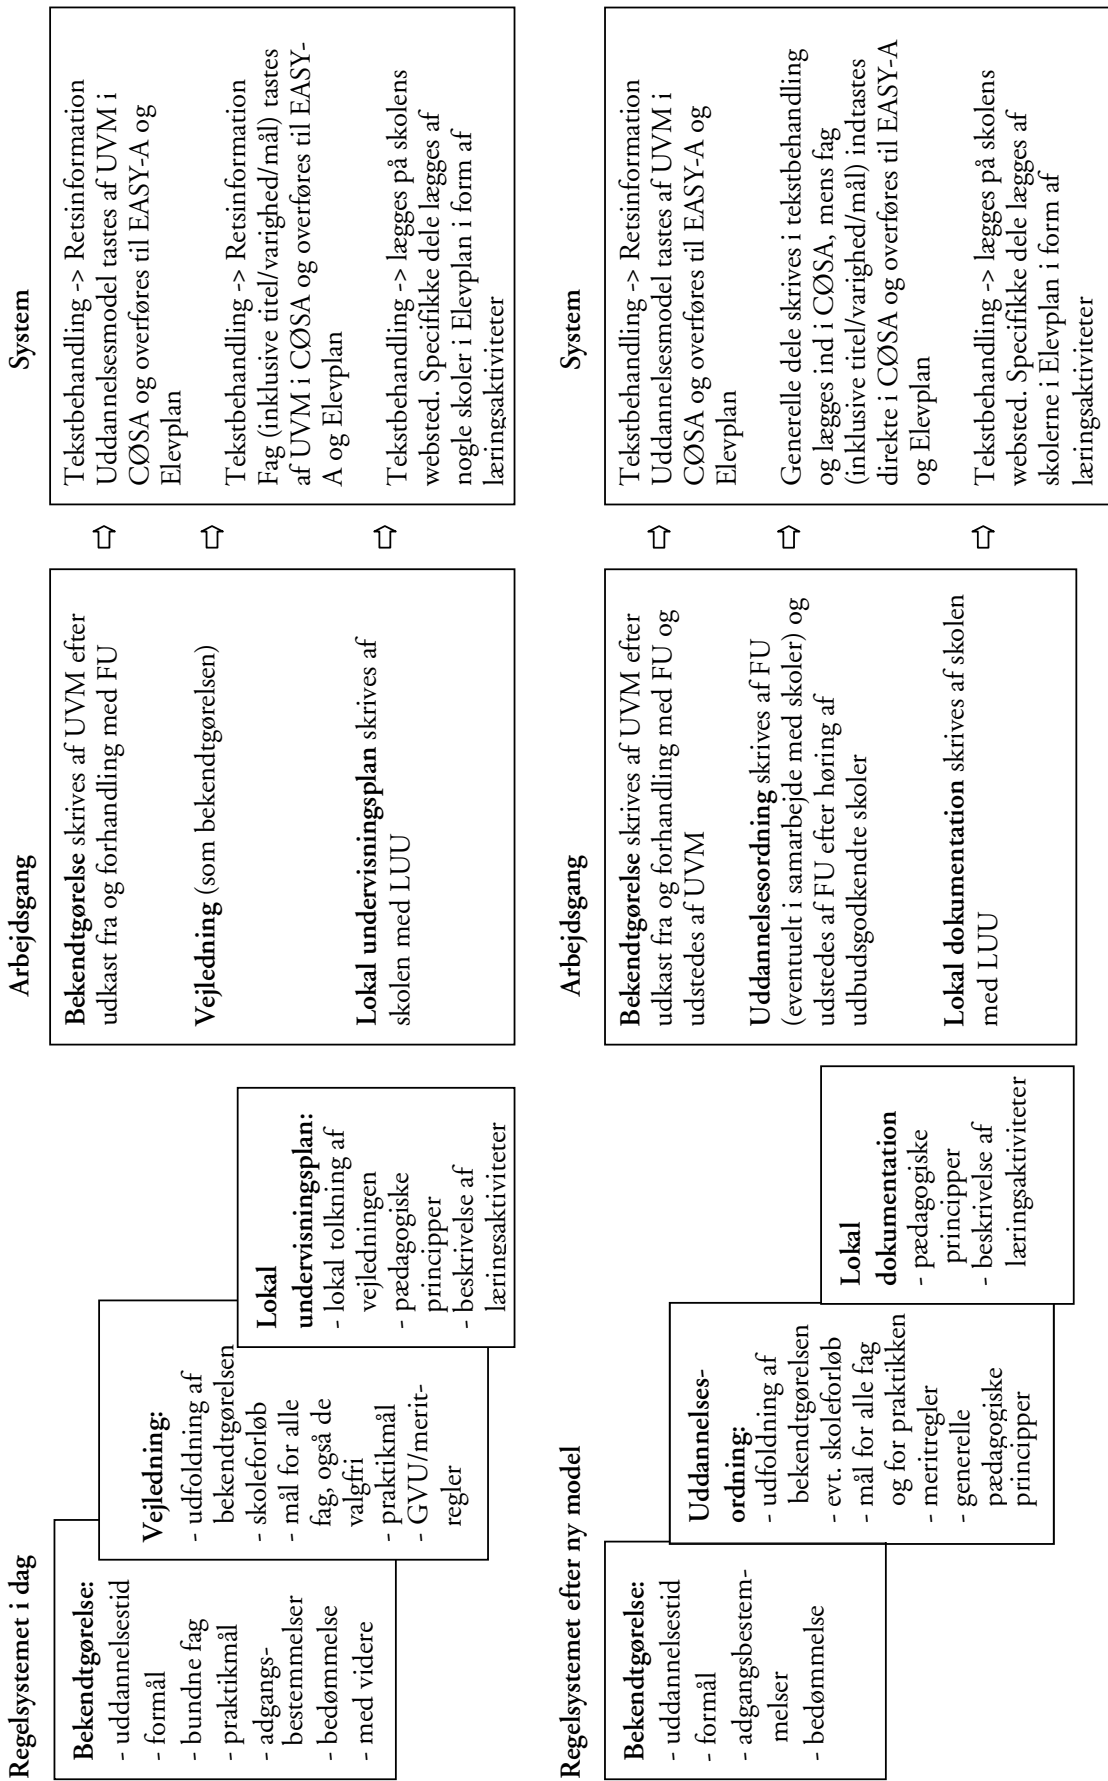 Regelsystemet i dag
Bekendtgørelse:
- uddannelsestid
- formål
- bundne fag
- praktikmål
- adgangs-
bestemmelser
- bedømmelse
- med videre
Vejledning:
- udfoldning af
bekendtgørelsen
- skoleforløb
- mål for alle
fag, også de
valgfri
- praktikmål
- GVU/merit-
regler
Lokal
undervisningsplan:
- lokal tolkning af
vejledningen
- pædagogiske
principper
- beskrivelse af
læringsaktiviteter
Arbejdsgang
Bekendtgørelse skrives af UVM efter
udkast fra og forhandling med FU
Vejledning (som bekendtgørelsen)
Lokal undervisningsplan skrives af
skolen med LUU
System
Tekstbehandling -> Retsinformation
Uddannelsesmodel tastes af UVM i
CØSA og overføres til EASY-A og
Elevplan
Tekstbehandling -> Retsinformation
Fag (inklusive titel/varighed/mål) tastes
af UVM i CØSA og overføres til EASY-
A og Elevplan
Tekstbehandling -> lægges på skolens
websted. Specifikke dele lægges af
nogle skoler i Elevplan i form af
læringsaktiviteter
Regelsystemet efter ny model
Bekendtgørelse:
- uddannelsestid
- formål
- adgangsbestem-
melser
- bedømmelse
Uddannelses-
ordning:
- udfoldning af
bekendtgørelsen
- evt. skoleforløb
- mål for alle fag
og for praktikken
- meritregler
- generelle
pædagogiske
principper
Lokal
dokumentation
- pædagogiske
principper
- beskrivelse af
læringsaktiviteter
Arbejdsgang
Bekendtgørelse skrives af UVM efter
udkast fra og forhandling med FU og
udstedes af UVM
Uddannelsesordning skrives af FU
(eventuelt i samarbejde med skoler) og
udstedes af FU efter høring af
udbudsgodkendte skoler
Lokal dokumentation skrives af skolen
med LUU
System
Tekstbehandling -> Retsinformation
Uddannelsesmodel tastes af UVM i
CØSA og overføres til EASY-A og
Elevplan
Generelle dele skrives i tekstbehandling
og lægges ind i CØSA, mens fag
(inklusive titel/varighed/mål) indtastes
direkte i CØSA og overføres til EASY-A
og Elevplan
Tekstbehandling -> lægges på skolens
websted. Specifikke dele lægges af
skolerne i Elevplan i form af
læringsaktiviteter